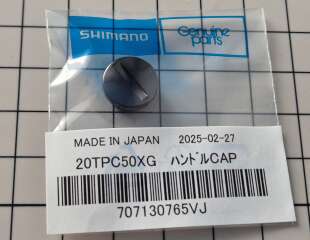 SHIMANO
Genuine
parts
MADE IN JAPAN 2025-02-27
20TPC50XG ﾊﾝﾄﾞﾙCAP
707130765VJ